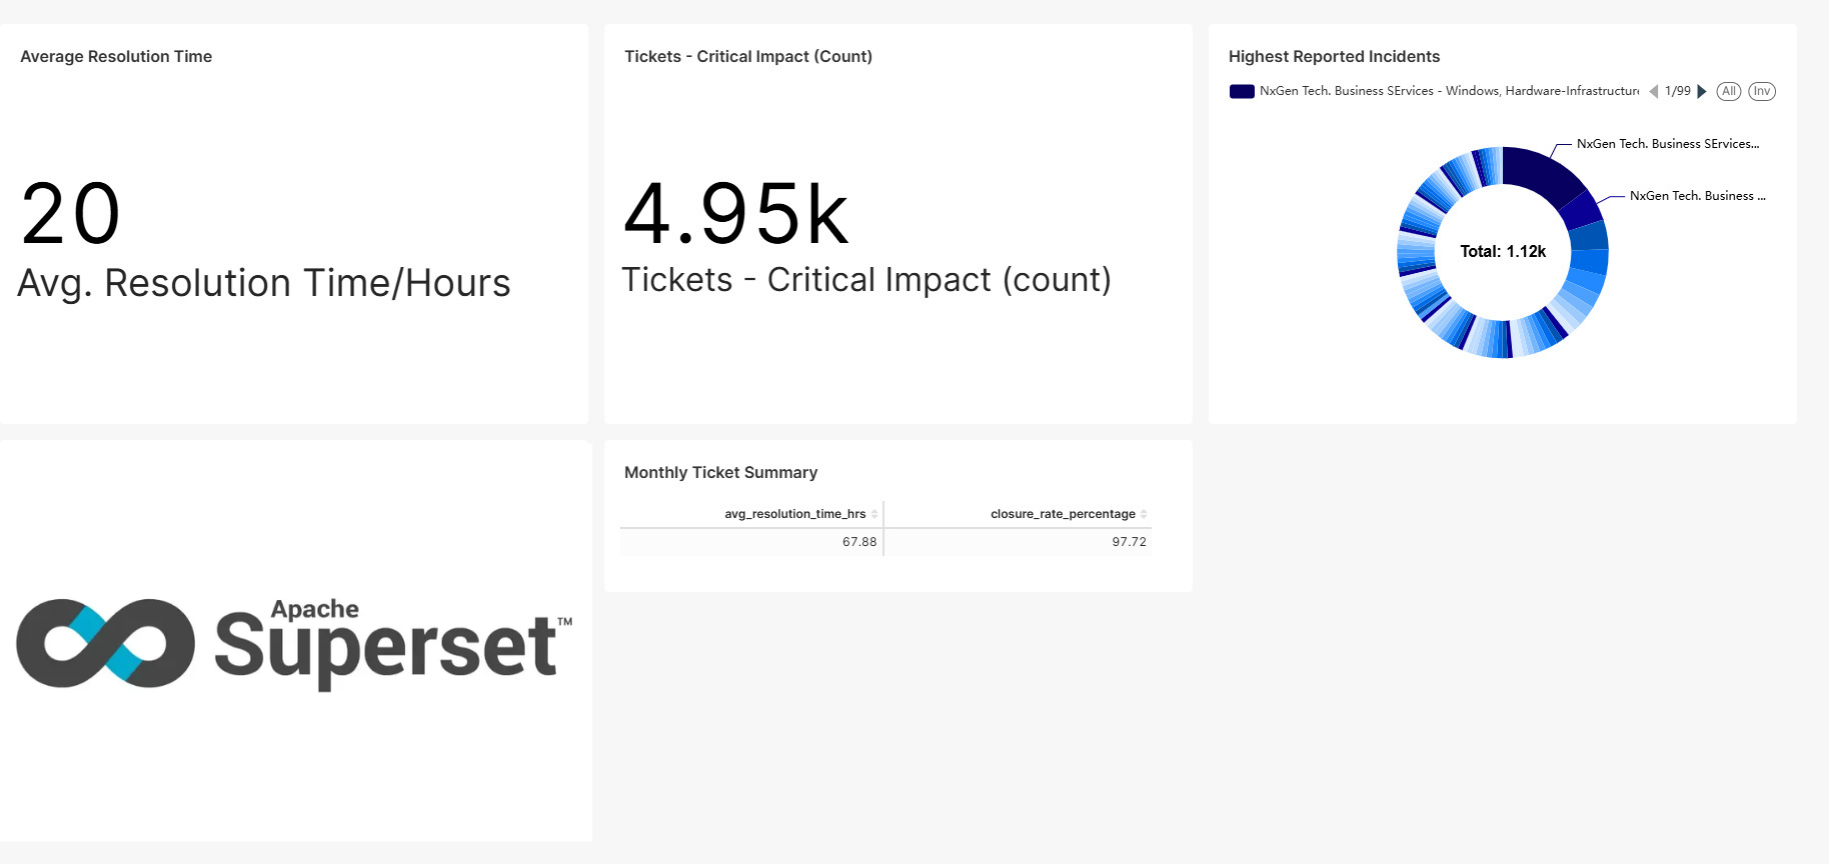 Average Resolution Time
20
Avg. Resolution Time/Hours
Tickets - Critical Impact (Count)
4.95k
Tickets - Critical Impact (count)
Highest Reported Incidents
NxGen Tech. Business SErvices - Windows, Hardware-Infrastructure 1/99 All Inv
NxGen Tech. Business SErvices...
NxGen Tech. Business ...
Total: 1.12k
Apache
Superset™
Monthly Ticket Summary
avg_resolution_time_hrs closure_rate_percentage
67.88 97.72